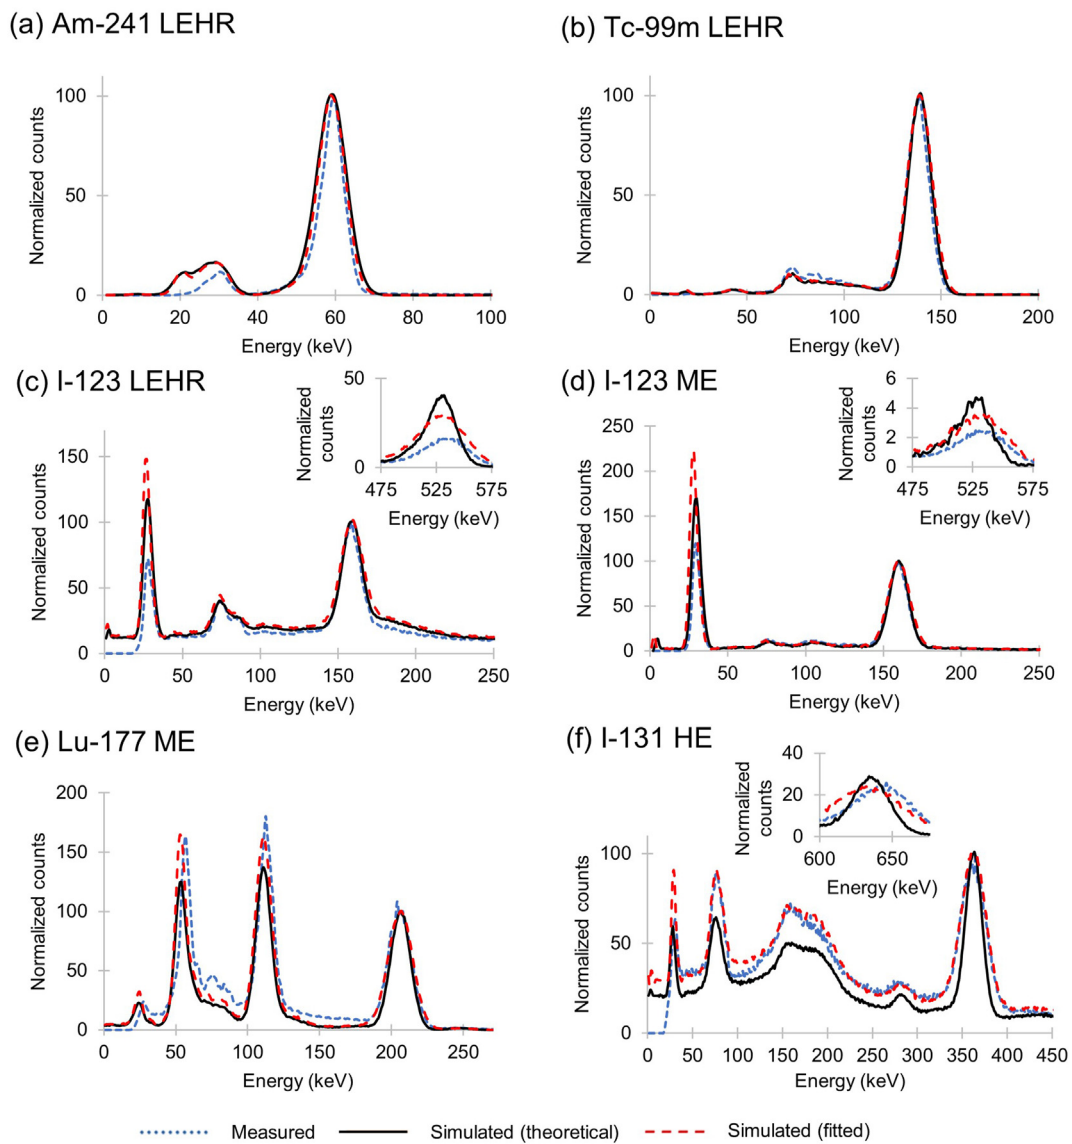 (a) Am-241 LEHR
Normalized counts
100
50
0
0 20 40 60 80 100
Energy (keV)
(b) Tc-99m LEHR
Normalized counts
100
50
0
0 50 100 150 200
Energy (keV)
(c) I-123 LEHR
Normalized counts
150
100
50
0
0 50 100 150 200 250
Energy (keV)
Normalized
counts
50
0
475 525 575
Energy (keV)
(d) I-123 ME
Normalized counts
250
200
150
100
50
0
0 50 100 150 200 250
Energy (keV)
Normalized
counts
6
4
2
0
475 525 575
Energy (keV)
(e) Lu-177 ME
Normalized counts
200
150
100
50
0
0 50 100 150 200 250
Energy (keV)
(f) I-131 HE
Normalized counts
100
50
0
0 50 100 150 200 250 300 350 400 450
Energy (keV)
Normalized
counts
40
20
0
600 650
Energy (keV)
Measured Simulated (theoretical) Simulated (fitted)